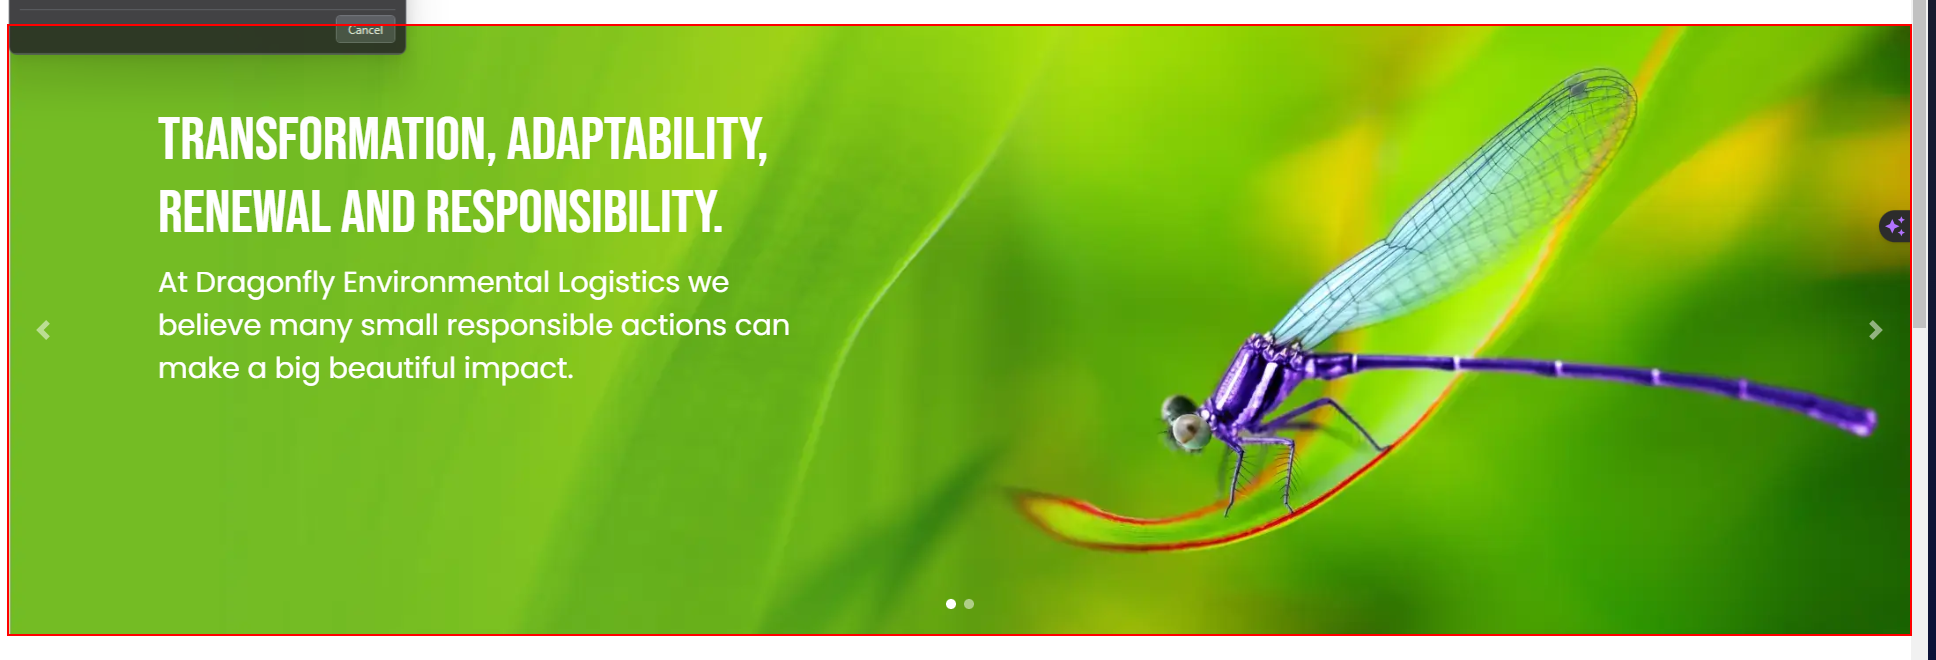 Cancel
TRANSFORMATION, ADAPTABILITY,
RENEWAL AND RESPONSIBILITY.
At Dragonfly Environmental Logistics we
believe many small responsible actions can
make a big beautiful impact.